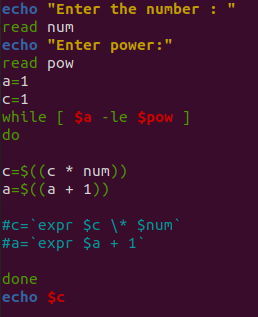 echo "Enter the number : "
read num
echo "Enter power:"
read pow
a=1
c=1
while [ $a -le $pow ]
do
c=$((c * num))
a=$((a + 1))
#c=`expr $c \* $num`
#a=`expr $a + 1`
done
echo $c